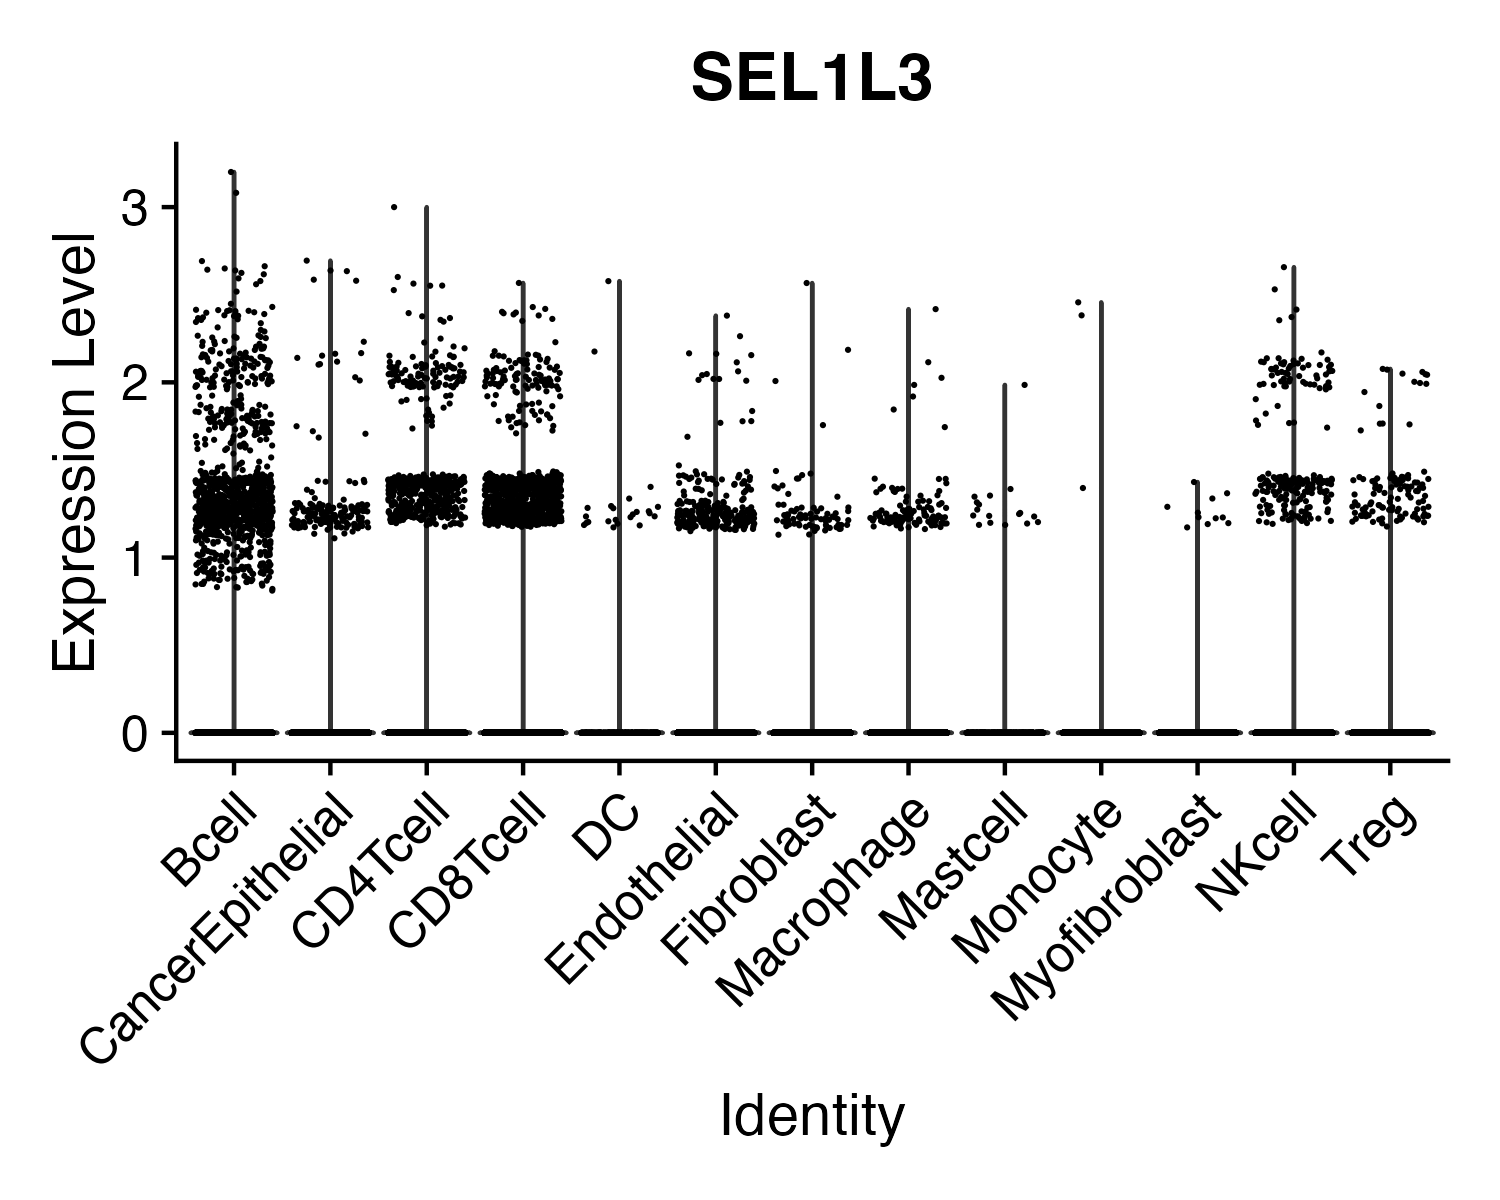 SEL1L3
Expression Level
3
2
1
0
Bcell
CancerEpithelial
CD4Tcell
CD8Tcell
DC
Endothelial
Fibroblast
Macrophage
Mastcell
Monocyte
Myofibroblast
NKcell
Treg
Identity